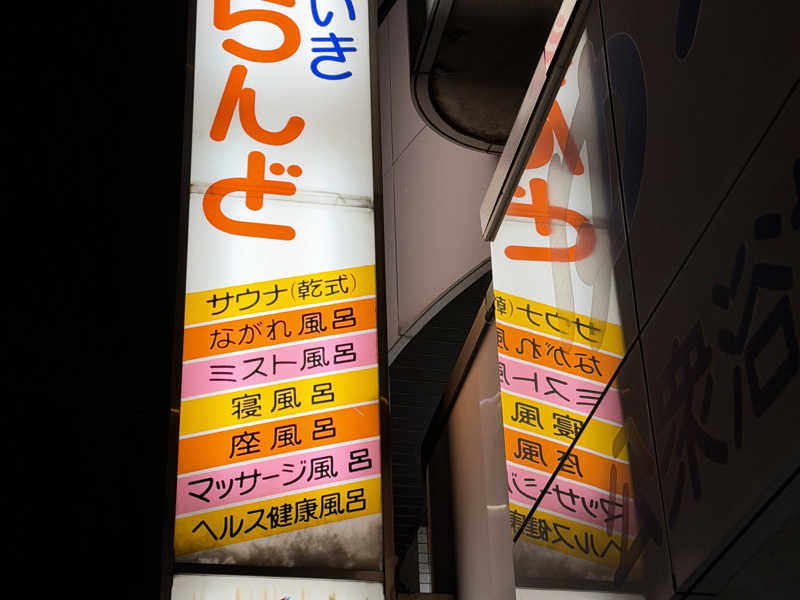 いき
らんど
サウナ(乾式)
ながれ風呂
ミスト風呂
寝風呂
座風呂
マッサージ風呂
ヘルス健康風呂
衆浴